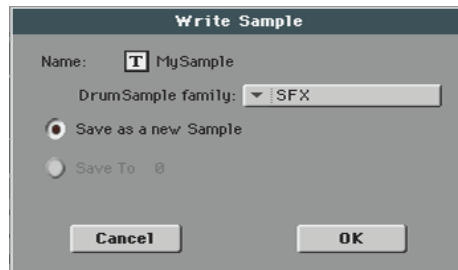 Write Sample
Name: T MySample
DrumSample family: SFX
Save as a new Sample
Save To 0
Cancel OK